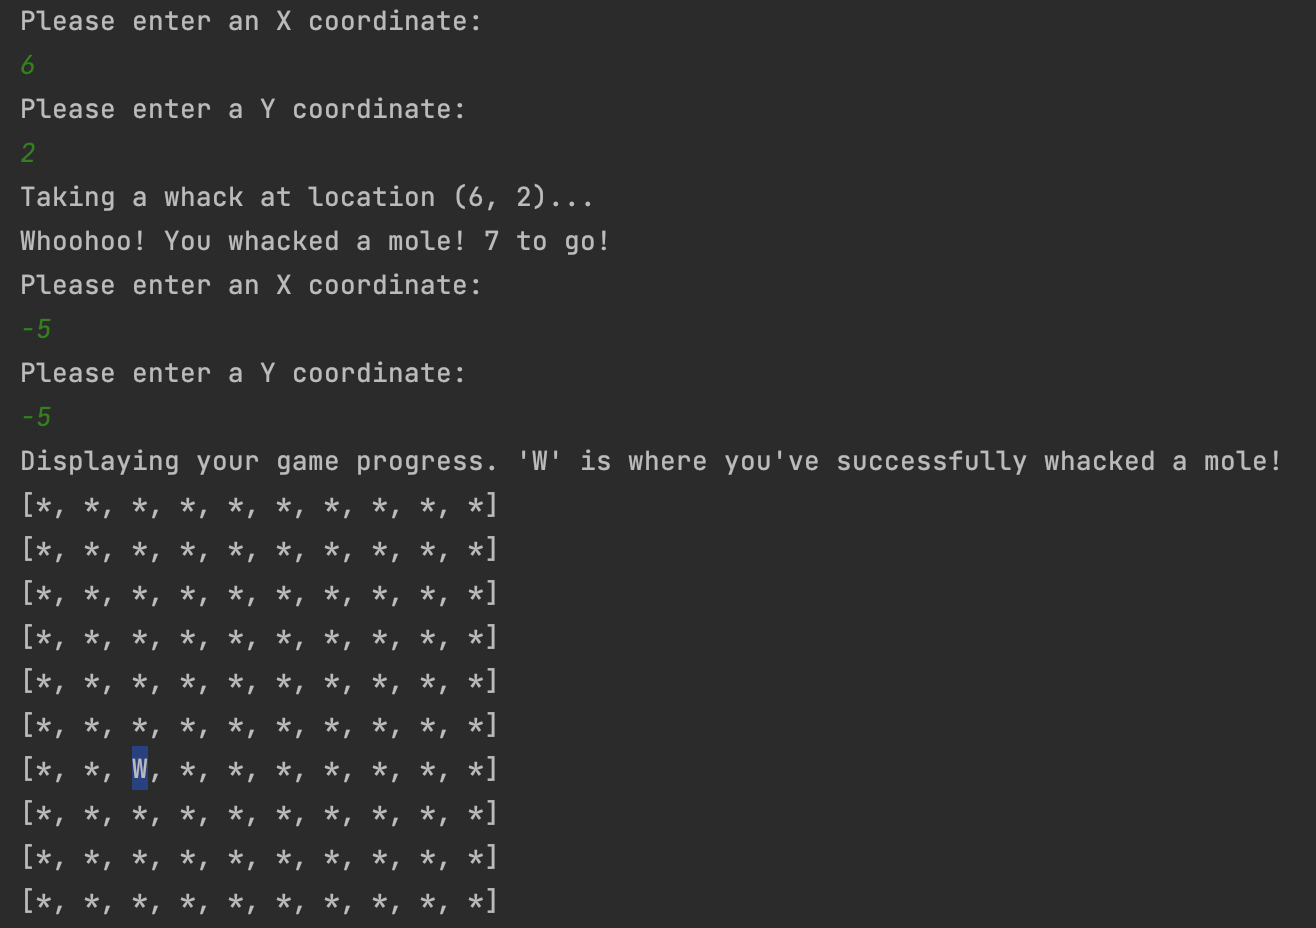 Please enter an X coordinate:
6
Please enter a Y coordinate:
2
Taking a whack at location (6, 2)...
Whoohoo! You whacked a mole! 7 to go!
Please enter an X coordinate:
-5
Please enter a Y coordinate:
-5
Displaying your game progress. 'W' is where you've successfully whacked a mole!
[*, *, *, *, *, *, *, *, *, *]
[*, *, *, *, *, *, *, *, *, *]
[*, *, *, *, *, *, *, *, *, *]
[*, *, *, *, *, *, *, *, *, *]
[*, *, *, *, *, *, *, *, *, *]
[*, *, *, *, *, *, *, *, *, *]
[*, *, W, *, *, *, *, *, *, *]
[*, *, *, *, *, *, *, *, *, *]
[*, *, *, *, *, *, *, *, *, *]
[*, *, *, *, *, *, *, *, *, *]